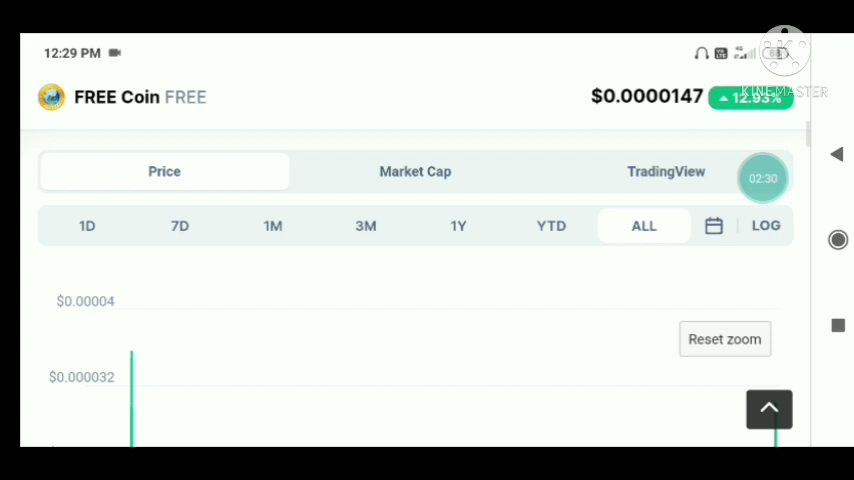 12:29 PM
KINEMASTER
FREE Coin FREE $0.0000147 12.93%
Price Market Cap TradingView 02:30
1D 7D 1M 3M 1Y YTD ALL LOG
$0.00004
Reset zoom
$0.000032